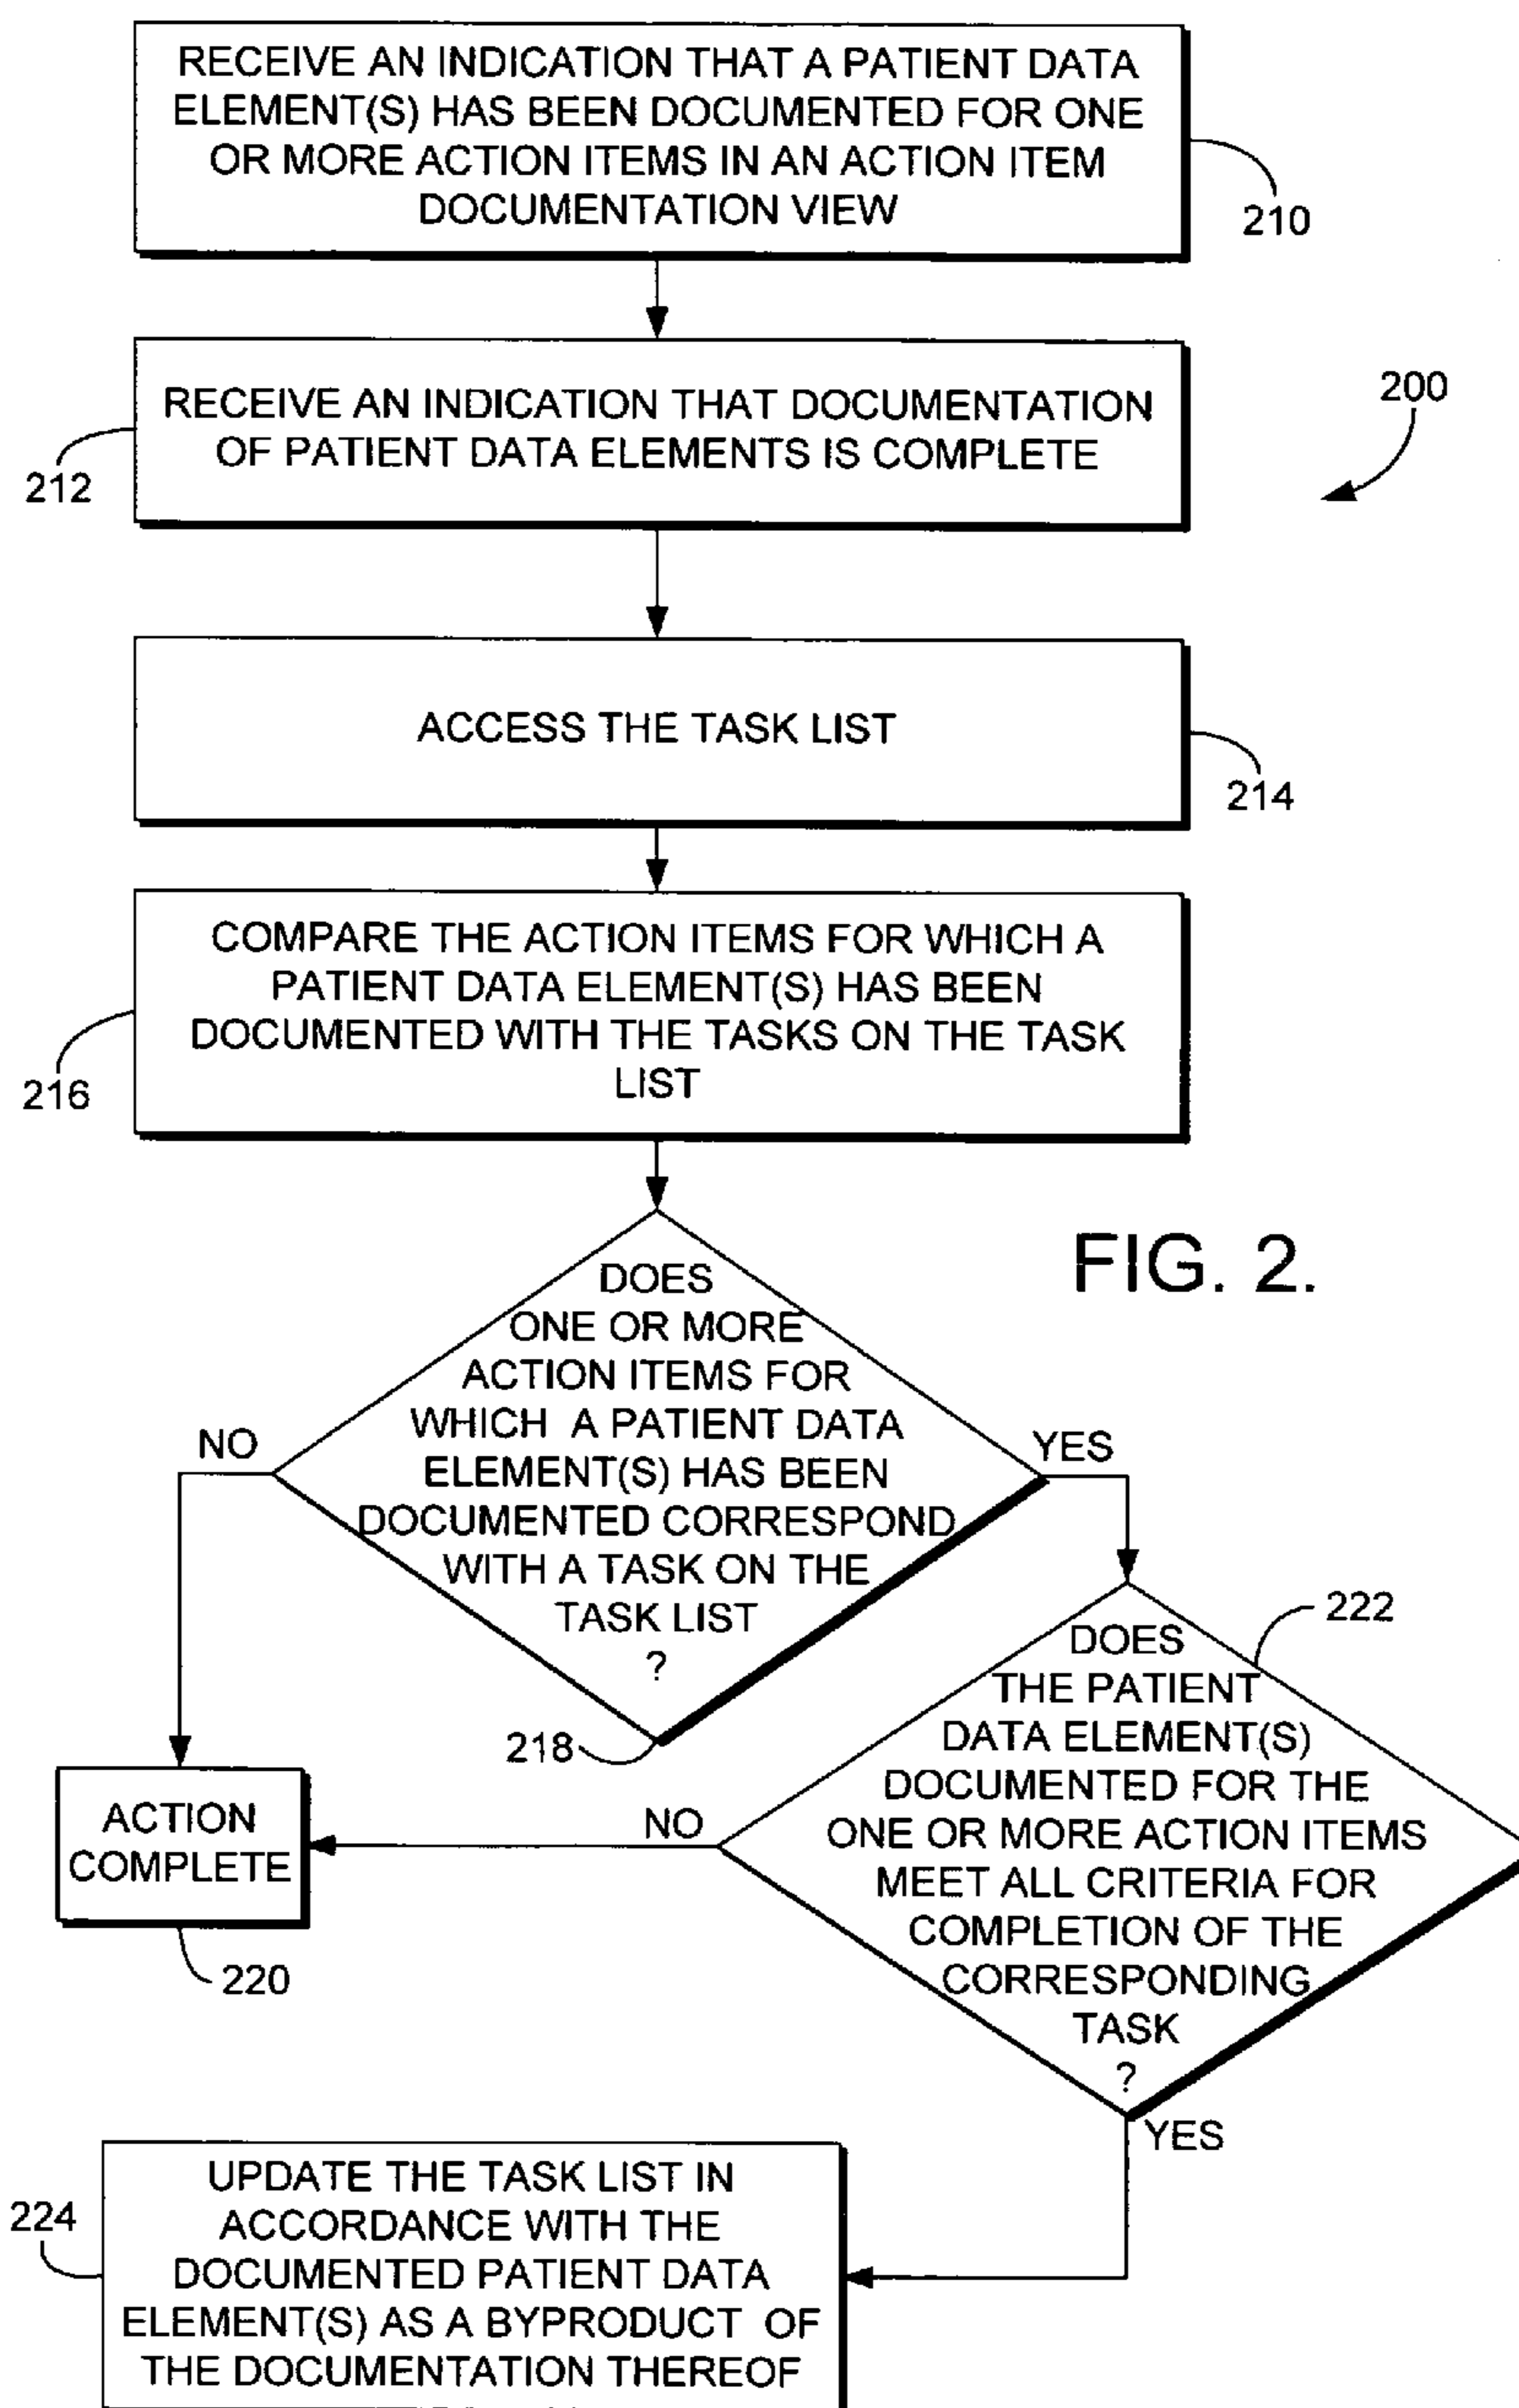 RECEIVE AN INDICATION THAT A PATIENT DATA
ELEMENT(S) HAS BEEN DOCUMENTED FOR ONE
OR MORE ACTION ITEMS IN AN ACTION ITEM
DOCUMENTATION VIEW
210
RECEIVE AN INDICATION THAT DOCUMENTATION
OF PATIENT DATA ELEMENTS IS COMPLETE
212
200
ACCESS THE TASK LIST
214
COMPARE THE ACTION ITEMS FOR WHICH A
PATIENT DATA ELEMENT(S) HAS BEEN
DOCUMENTED WITH THE TASKS ON THE TASK
LIST
216
FIG. 2.
DOES
ONE OR MORE
ACTION ITEMS FOR
WHICH A PATIENT DATA
ELEMENT(S) HAS BEEN
DOCUMENTED CORRESPOND
WITH A TASK ON THE
TASK LIST
?
218
NO
YES
ACTION
COMPLETE
220
DOES
THE PATIENT
DATA ELEMENT(S)
DOCUMENTED FOR THE
ONE OR MORE ACTION ITEMS
MEET ALL CRITERIA FOR
COMPLETION OF THE
CORRESPONDING
TASK
?
222
NO
YES
UPDATE THE TASK LIST IN
ACCORDANCE WITH THE
DOCUMENTED PATIENT DATA
ELEMENT(S) AS A BYPRODUCT OF
THE DOCUMENTATION THEREOF
224